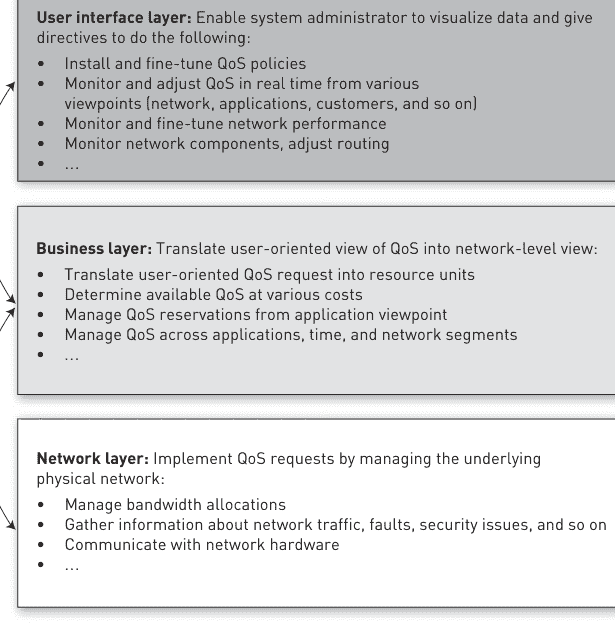 User interface layer: Enable system administrator to visualize data and give
directives to do the following:
• Install and fine-tune QoS policies
• Monitor and adjust QoS in real time from various
viewpoints (network, applications, customers, and so on)
• Monitor and fine-tune network performance
• Monitor network components, adjust routing
• ...
Business layer: Translate user-oriented view of QoS into network-level view:
• Translate user-oriented QoS request into resource units
• Determine available QoS at various costs
• Manage QoS reservations from application viewpoint
• Manage QoS across applications, time, and network segments
• ...
Network layer: Implement QoS requests by managing the underlying
physical network:
• Manage bandwidth allocations
• Gather information about network traffic, faults, security issues, and so on
• Communicate with network hardware
• ...